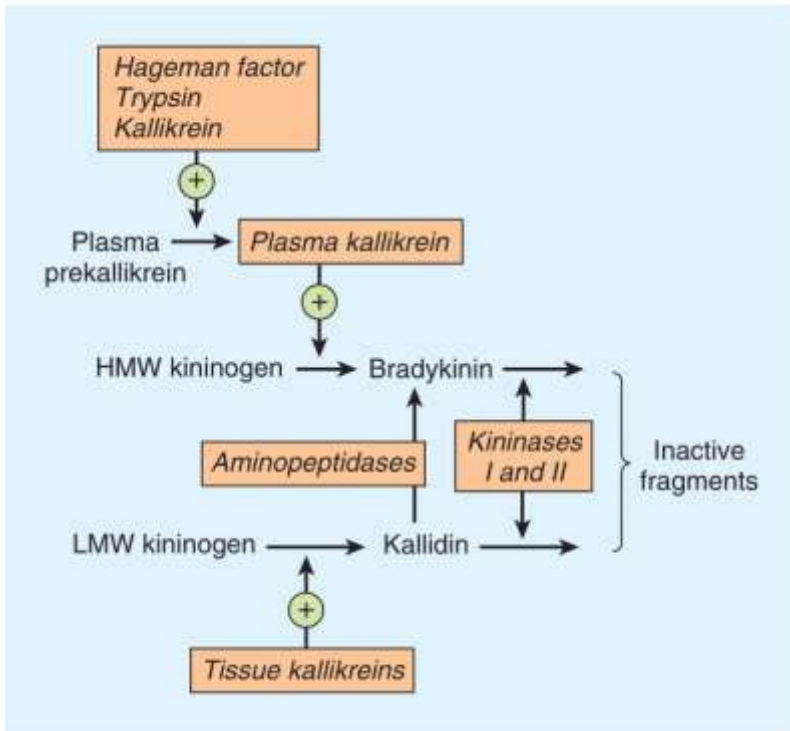 Hageman factor
Trypsin
Kallikrein
+
Plasma
prekallikrein
Plasma kallikrein
+
HMW kininogen
Bradykinin
Aminopeptidases
Kininases
I and II
Inactive
fragments
LMW kininogen
Kallidin
+
Tissue kallikreins